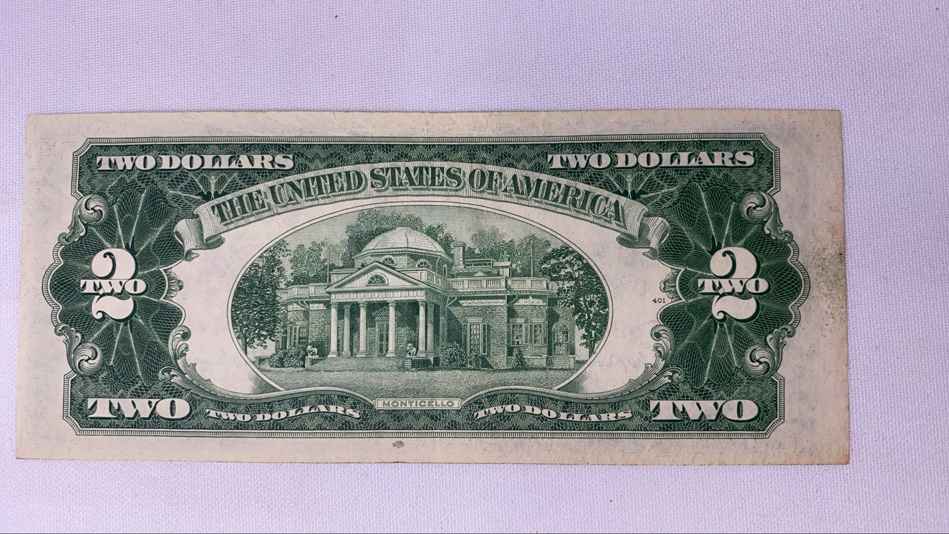 TWO DOLLARS TWO DOLLARS
THE UNITED STATES OF AMERICA
2 2
TWO TWO
401
MONTICELLO
TWO TWO DOLLARS TWO DOLLARS TWO